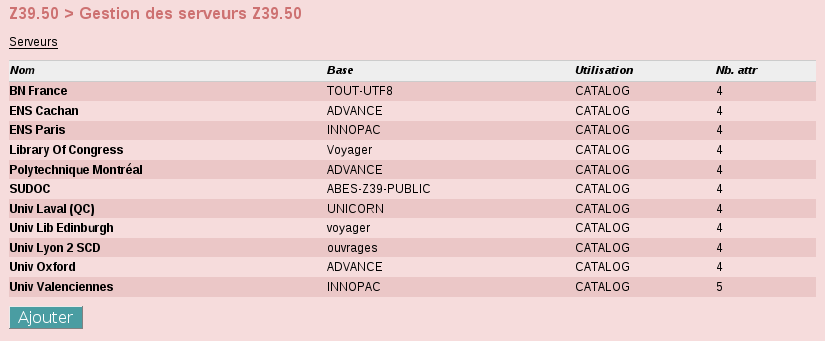 Z39.50 > Gestion des serveurs Z39.50
Serveurs
Nom Base Utilisation Nb. attr
BN France TOUT-UTF8 CATALOG 4
ENS Cachan ADVANCE CATALOG 4
ENS Paris INNOPAC CATALOG 4
Library Of Congress Voyager CATALOG 4
Polytechnique Montréal ADVANCE CATALOG 4
SUDOC ABES-Z39-PUBLIC CATALOG 4
Univ Laval (QC) UNICORN CATALOG 4
Univ Lib Edinburgh voyager CATALOG 4
Univ Lyon 2 SCD ouvrages CATALOG 4
Univ Oxford ADVANCE CATALOG 4
Univ Valenciennes INNOPAC CATALOG 5
Ajouter